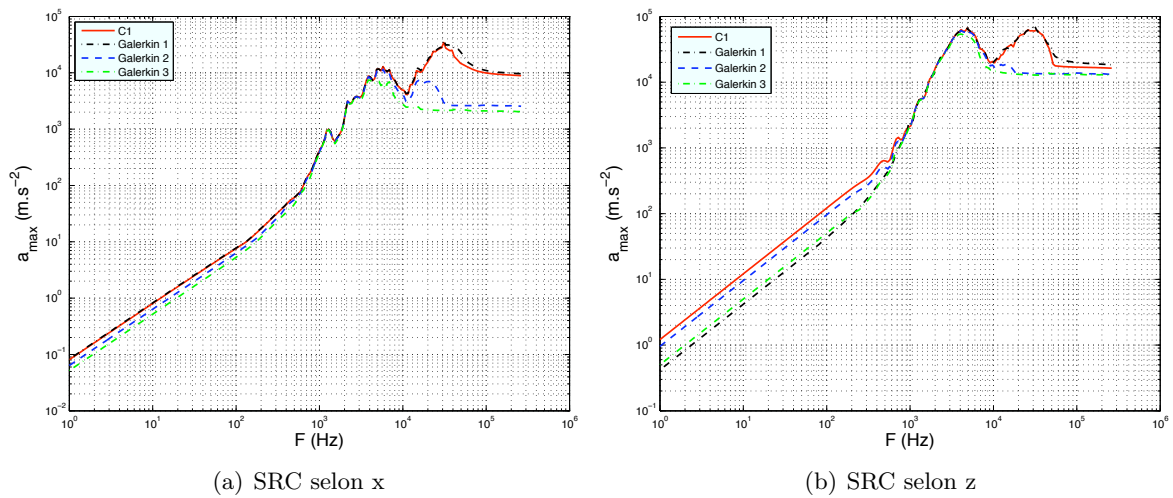 10^5
10^4
10^3
10^2
10^1
10^0
10^-1
10^-2
a_max (m.s^-2)
C1
Galerkin 1
Galerkin 2
Galerkin 3
10^0 10^1 10^2 10^3 10^4 10^5 10^6
F (Hz)
(a) SRC selon x
10^5
10^4
10^3
10^2
10^1
10^0
10^-1
a_max (m.s^-2)
C1
Galerkin 1
Galerkin 2
Galerkin 3
10^0 10^1 10^2 10^3 10^4 10^5 10^6
F (Hz)
(b) SRC selon z